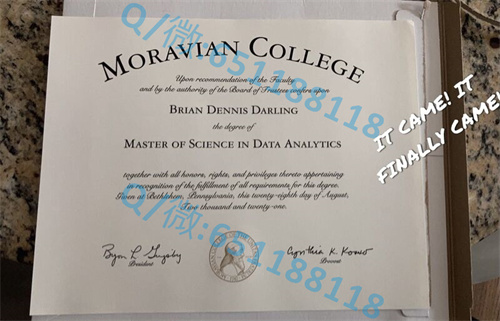 MORAVIAN COLLEGE
Upon recommendation of the Faculty
and by the authority of the Board of Trustees confers upon
BRIAN DENNIS DARLING
the degree of
MASTER OF SCIENCE IN DATA ANALYTICS
together with all honors, rights, and privileges thereto appertaining
in recognition of the fulfillment of all requirements for this degree.
Given at Bethlehem, Pennsylvania, this twenty-eighth day of August,
Two thousand and twenty-one.
President
Provost
IT CAME! IT
FINALLY CAME!
Q/微:651188118
Q/微:651188118